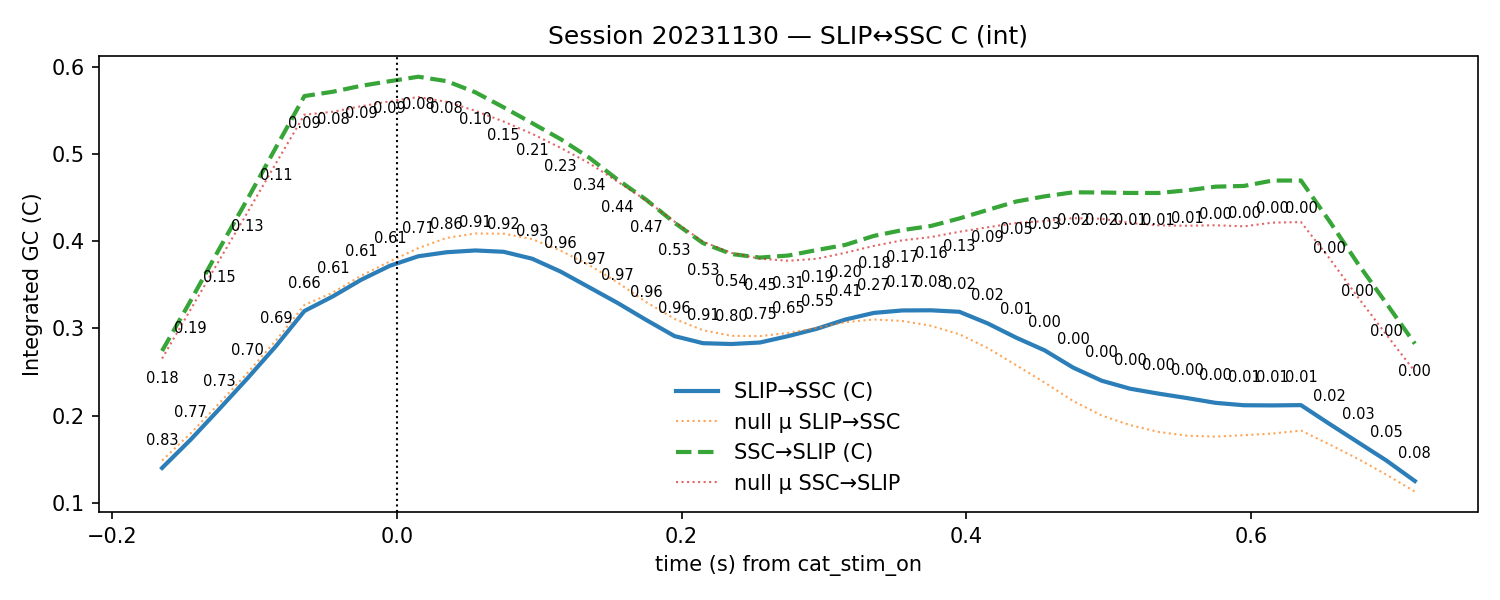 Session 20231130 — SLIP↔SSC C (int)
Integrated GC (C)
0.6
0.5
0.4
0.3
0.2
0.1
0.18 0.19 0.15 0.13 0.11 0.09 0.08 0.09 0.09 0.08 0.08 0.10 0.15 0.21 0.23 0.34 0.44 0.47 0.53 0.53 0.54 0.45 0.31 0.19 0.20 0.18 0.17 0.16 0.13 0.09 0.05 0.03 0.02 0.02 0.01 0.01 0.01 0.00 0.00 0.00 0.00 0.00 0.00 0.00 0.00
0.83 0.77 0.73 0.70 0.69 0.66 0.61 0.61 0.61 0.71 0.86 0.91 0.92 0.93 0.96 0.97 0.97 0.96 0.96 0.91 0.80 0.75 0.65 0.55 0.41 0.27 0.17 0.08 0.02 0.02 0.01 0.00 0.00 0.00 0.00 0.00 0.00 0.00 0.01 0.01 0.01 0.02 0.03 0.05 0.08
SLIP→SSC (C)
null μ SLIP→SSC
SSC→SLIP (C)
null μ SSC→SLIP
−0.2 0.0 0.2 0.4 0.6
time (s) from cat_stim_on